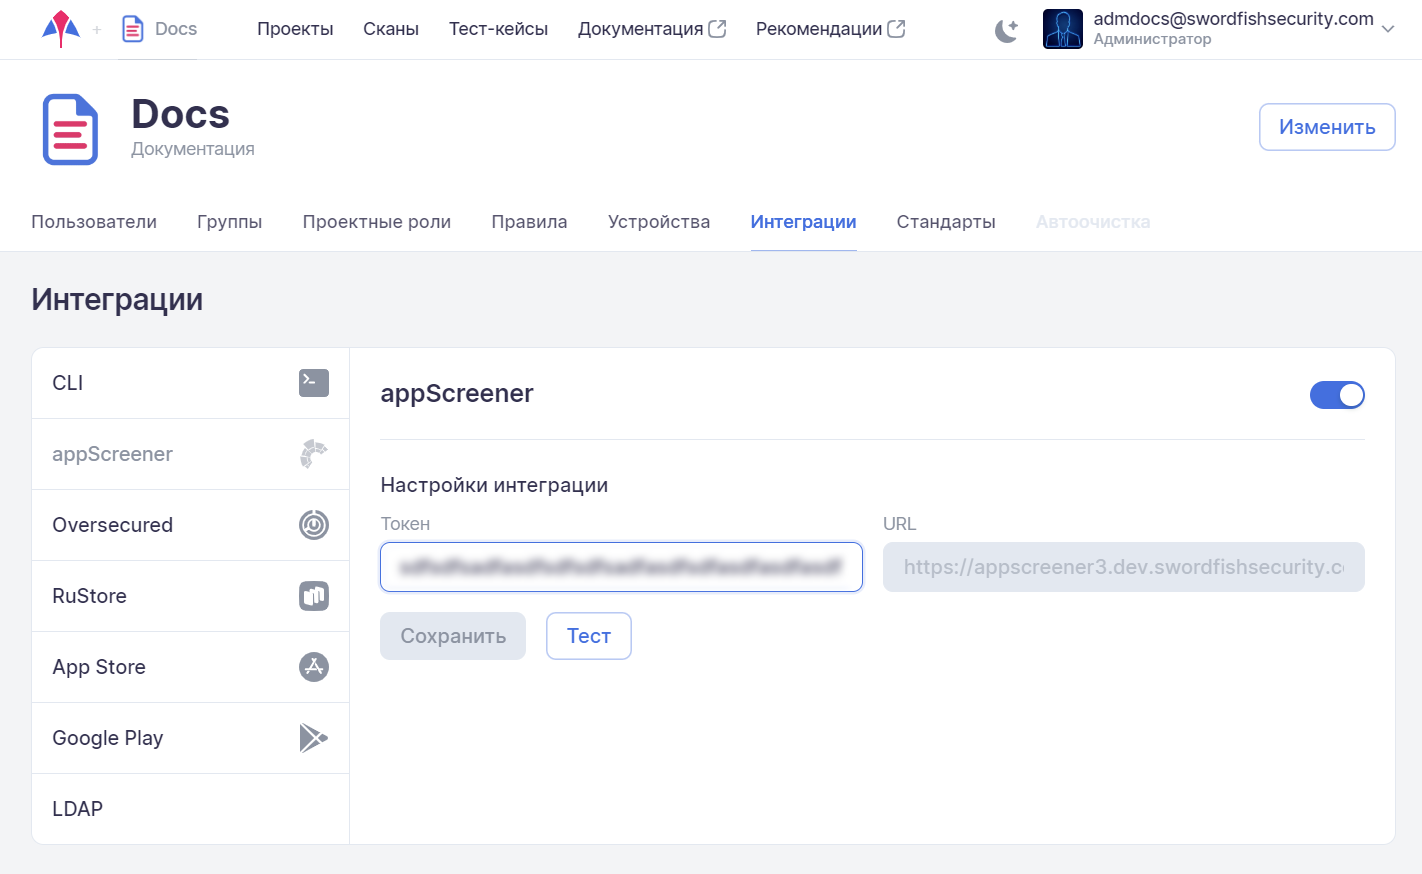 + Docs Проекты Сканы Тест-кейсы Документация Рекомендации admdocs@swordfishsecurity.com
Администратор
Docs
Документация
Изменить
Пользователи Группы Проектные роли Правила Устройства Интеграции Стандарты Автоочистка
Интеграции
CLI
appScreener
Oversecured
RuStore
App Store
Google Play
LDAP
appScreener
Настройки интеграции
Токен URL
https://appscreener3.dev.swordfishsecurity.c
Сохранить Тест